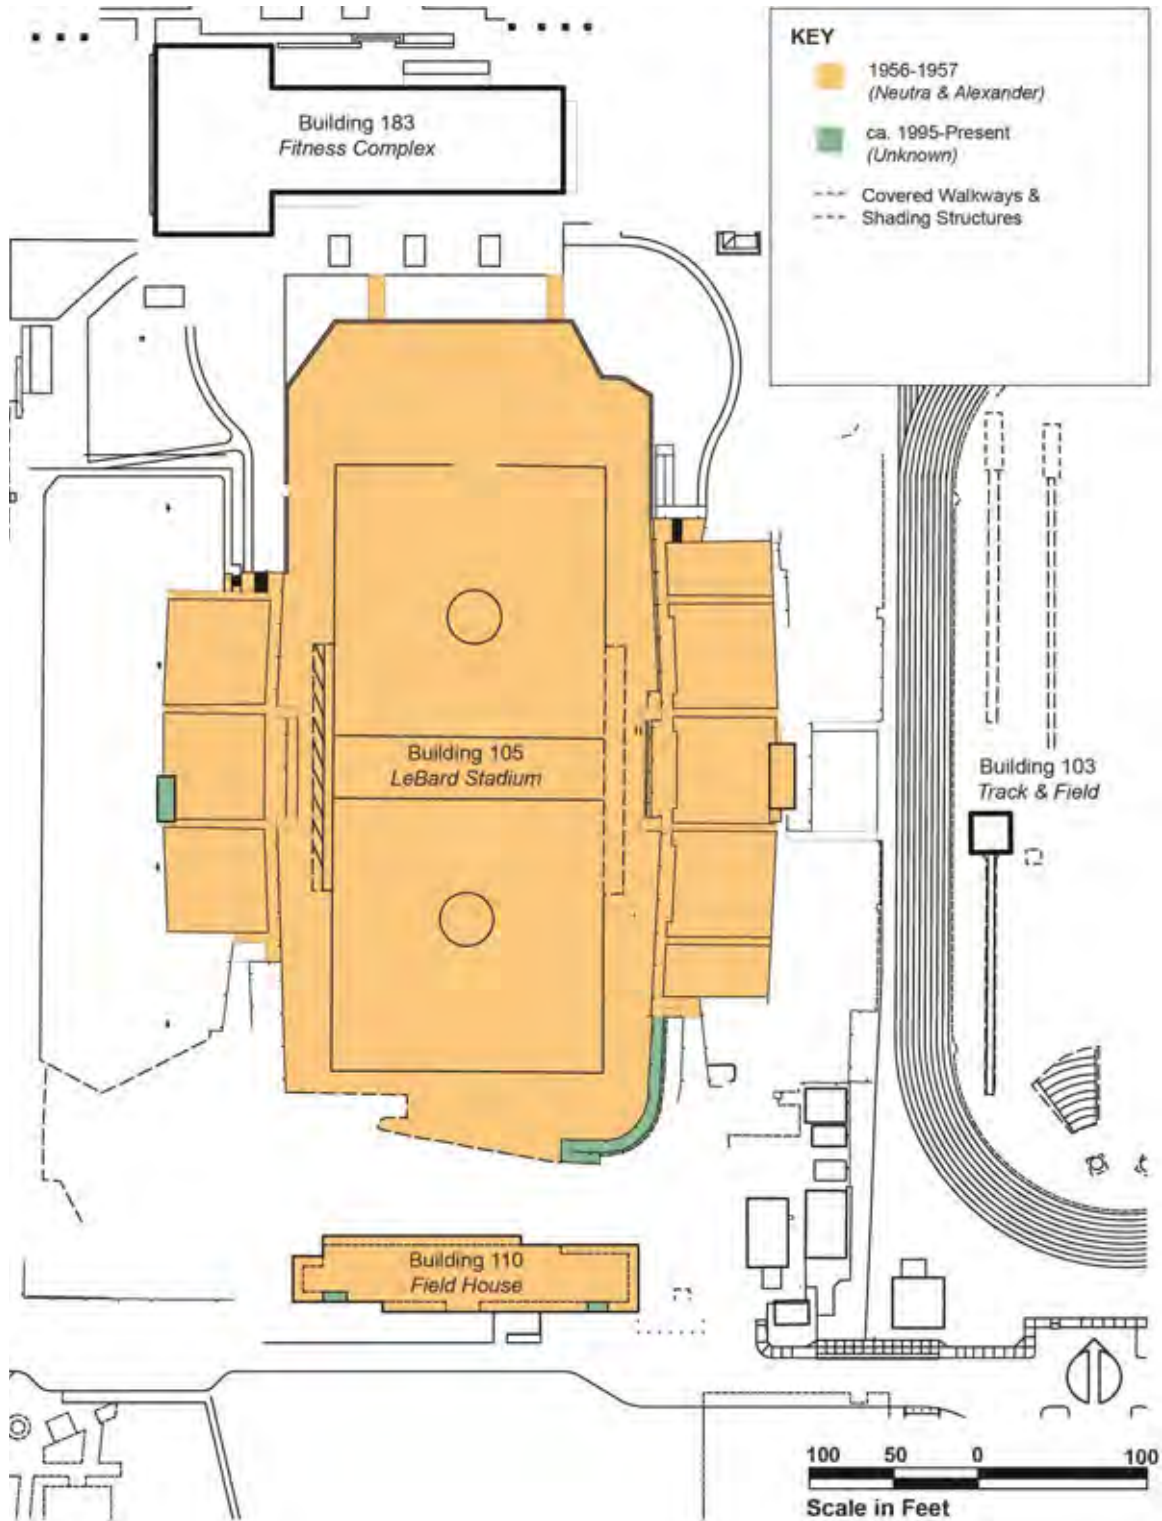 KEY
1956-1957
(Neutra & Alexander)
ca. 1995-Present
(Unknown)
Covered Walkways &
Shading Structures
Building 183
Fitness Complex
Building 105
LeBard Stadium
Building 103
Track & Field
Building 110
Field House
100 50 0 100
Scale in Feet